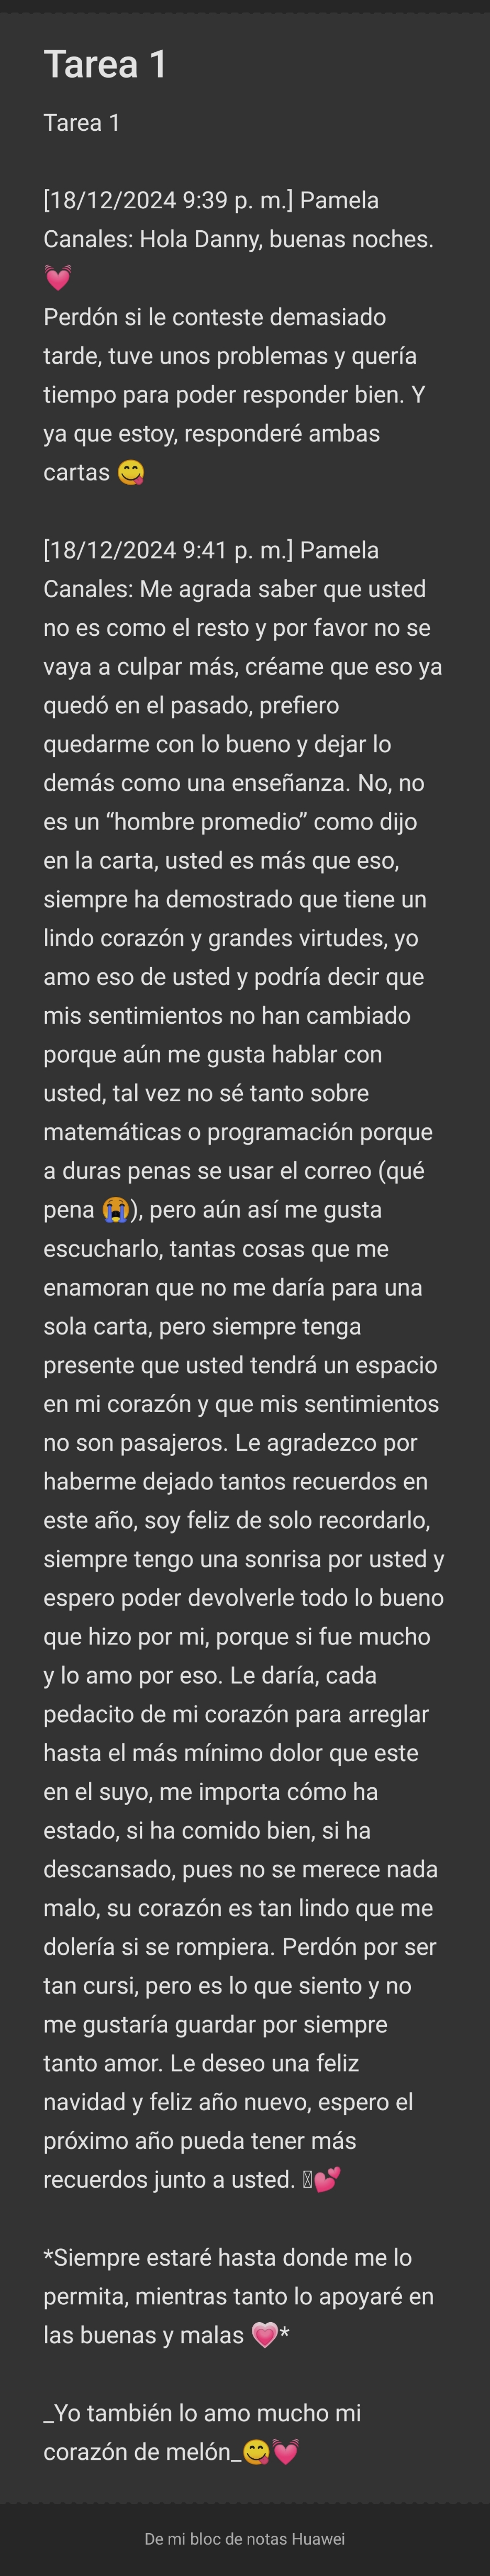 Tarea 1
Tarea 1
[18/12/2024 9:39 p. m.] Pamela
Canales: Hola Danny, buenas noches.
💓
Perdón si le conteste demasiado
tarde, tuve unos problemas y quería
tiempo para poder responder bien. Y
ya que estoy, responderé ambas
cartas 😋
[18/12/2024 9:41 p. m.] Pamela
Canales: Me agrada saber que usted
no es como el resto y por favor no se
vaya a culpar más, créame que eso ya
quedó en el pasado, prefiero
quedarme con lo bueno y dejar lo
demás como una enseñanza. No, no
es un “hombre promedio” como dijo
en la carta, usted es más que eso,
siempre ha demostrado que tiene un
lindo corazón y grandes virtudes, yo
amo eso de usted y podría decir que
mis sentimientos no han cambiado
porque aún me gusta hablar con
usted, tal vez no sé tanto sobre
matemáticas o programación porque
a duras penas se usar el correo (qué
pena 😭), pero aún así me gusta
escucharlo, tantas cosas que me
enamoran que no me daría para una
sola carta, pero siempre tenga
presente que usted tendrá un espacio
en mi corazón y que mis sentimientos
no son pasajeros. Le agradezco por
haberme dejado tantos recuerdos en
este año, soy feliz de solo recordarlo,
siempre tengo una sonrisa por usted y
espero poder devolverle todo lo bueno
que hizo por mi, porque si fue mucho
y lo amo por eso. Le daría, cada
pedacito de mi corazón para arreglar
hasta el más mínimo dolor que este
en el suyo, me importa cómo ha
estado, si ha comido bien, si ha
descansado, pues no se merece nada
malo, su corazón es tan lindo que me
dolería si se rompiera. Perdón por ser
tan cursi, pero es lo que siento y no
me gustaría guardar por siempre
tanto amor. Le deseo una feliz
navidad y feliz año nuevo, espero el
próximo año pueda tener más
recuerdos junto a usted. 💕
*Siempre estaré hasta donde me lo
permita, mientras tanto lo apoyaré en
las buenas y malas 💗*
_Yo también lo amo mucho mi
corazón de melón_😋💓
De mi bloc de notas Huawei